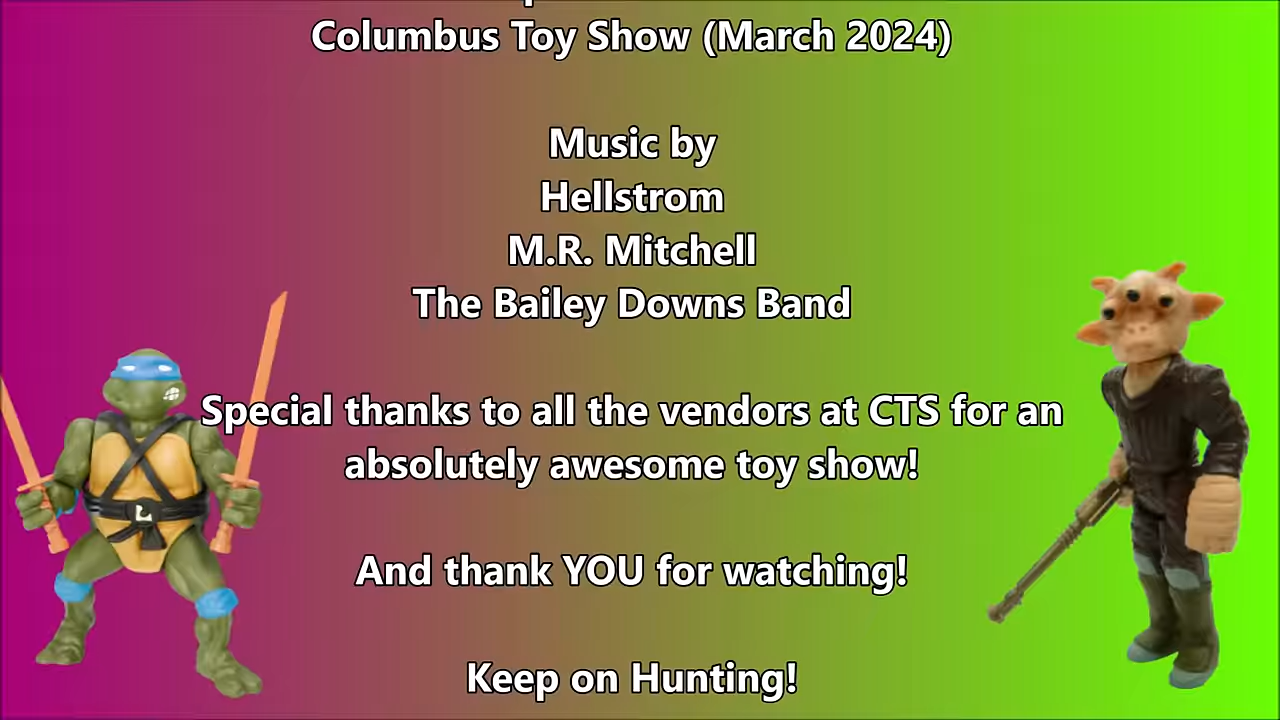 Columbus Toy Show (March 2024)
Music by
Hellstrom
M.R. Mitchell
The Bailey Downs Band
Special thanks to all the vendors at CTS for an
absolutely awesome toy show!
And thank YOU for watching!
Keep on Hunting!
L